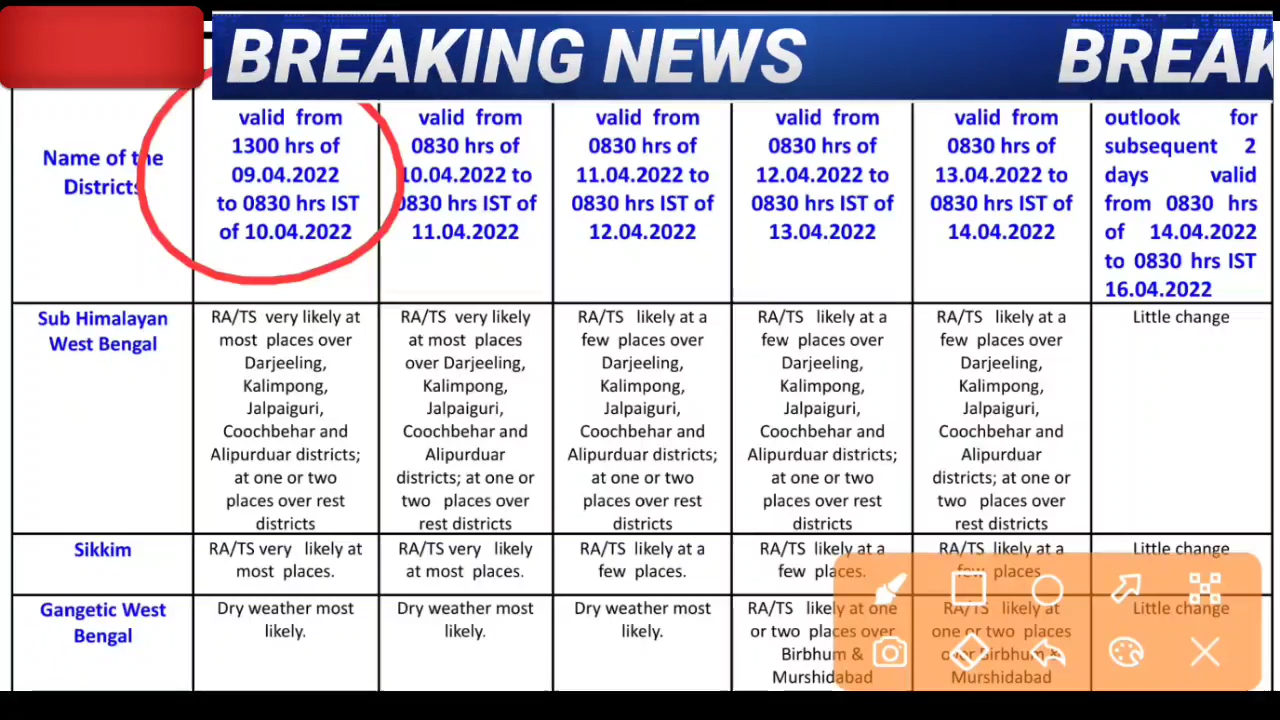 BREAKING NEWS
BREAK
Name of the
Districts
valid from
1300 hrs of
09.04.2022
to 0830 hrs IST
of 10.04.2022
valid from
0830 hrs of
10.04.2022 to
0830 hrs IST of
11.04.2022
valid from
0830 hrs of
11.04.2022 to
0830 hrs IST of
12.04.2022
valid from
0830 hrs of
12.04.2022 to
0830 hrs IST of
13.04.2022
valid from
0830 hrs of
13.04.2022 to
0830 hrs IST of
14.04.2022
outlook for
subsequent 2
days valid
from 0830 hrs
of 14.04.2022
to 0830 hrs IST
16.04.2022
Sub Himalayan
West Bengal
RA/TS very likely at
most places over
Darjeeling,
Kalimpong,
Jalpaiguri,
Coochbehar and
Alipurduar districts;
at one or two
places over rest
districts
RA/TS very likely
at most places
over Darjeeling,
Kalimpong,
Jalpaiguri,
Coochbehar and
Alipurduar
districts; at one or
two places over
rest districts
RA/TS likely at a
few places over
Darjeeling,
Kalimpong,
Jalpaiguri,
Coochbehar and
Alipurduar districts;
at one or two
places over rest
districts
RA/TS likely at a
few places over
Darjeeling,
Kalimpong,
Jalpaiguri,
Coochbehar and
Alipurduar districts;
at one or two
places over rest
districts
RA/TS likely at a
few places over
Darjeeling,
Kalimpong,
Jalpaiguri,
Coochbehar and
Alipurduar
districts; at one or
two places over
rest districts
Little change
Sikkim
RA/TS very likely at
most places.
RA/TS very likely
at most places.
RA/TS likely at a
few places.
RA/TS likely at a
few places.
RA/TS likely at a
few places
Little change
Gangetic West
Bengal
Dry weather most
likely.
Dry weather most
likely.
Dry weather most
likely.
RA/TS likely at one
or two places over
Birbhum &
Murshidabad
RA/TS likely at
one or two places
over Birbhum &
Murshidabad
Little change